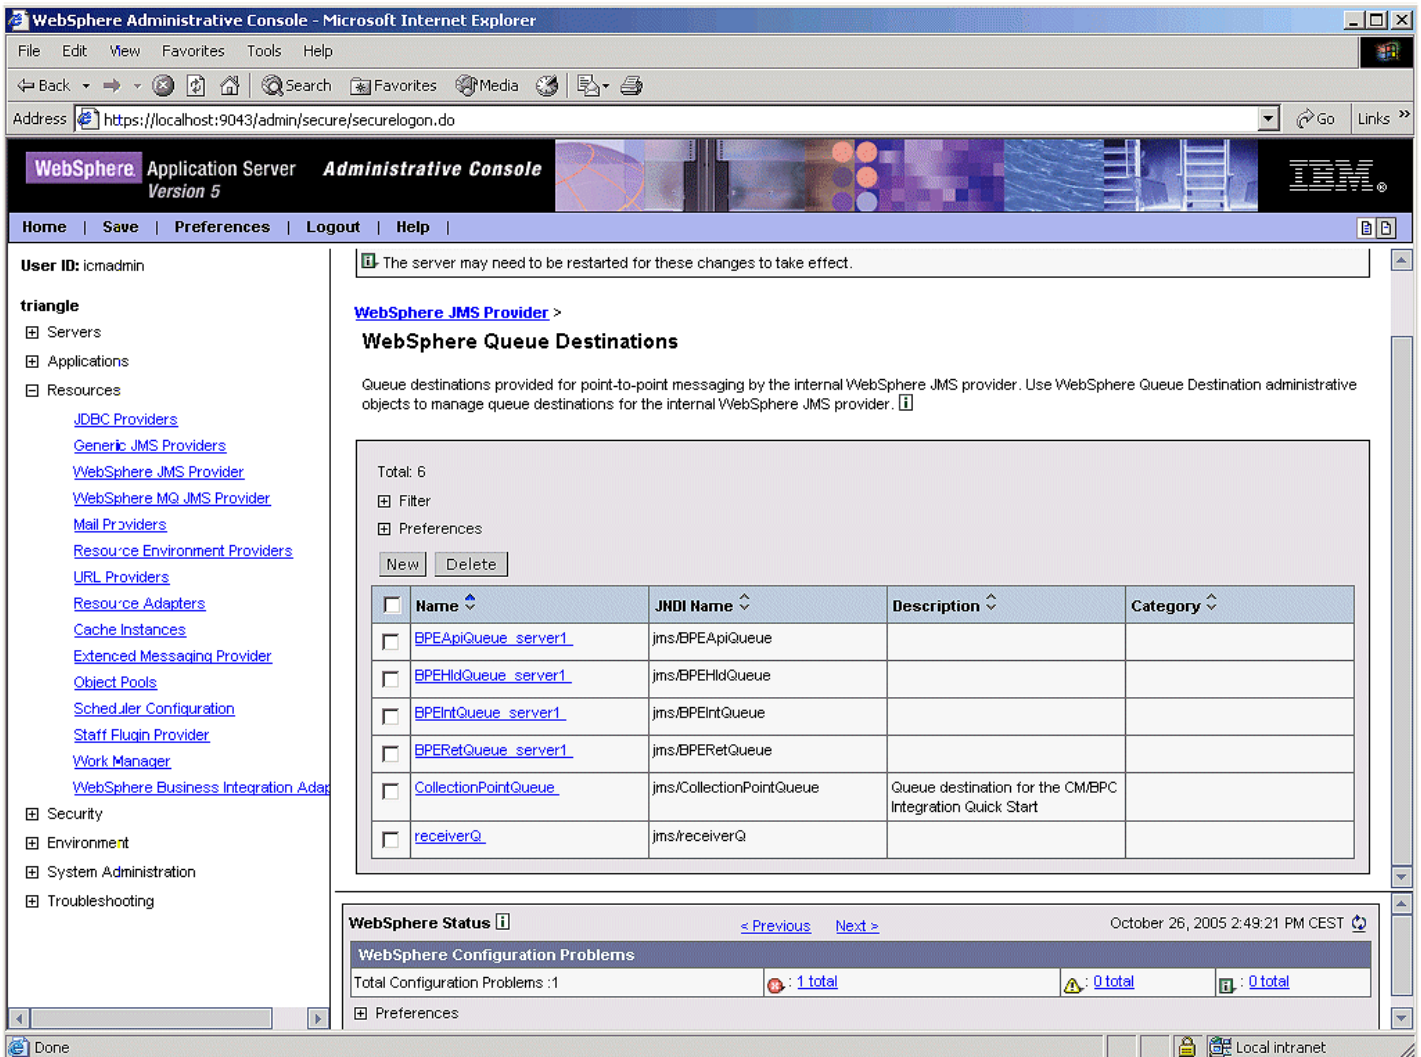 WebSphere Administrative Console - Microsoft Internet Explorer
File Edit View Favorites Tools Help
Back Search Favorites Media
Address https://localhost:9043/admin/secure/securelogon.do Go Links »
WebSphere. Application Server Administrative Console
Version 5
IBM®
Home | Save | Preferences | Logout | Help |
User ID: icmadmin
triangle
Servers
Applications
Resources
JDBC Providers
Generic JMS Providers
WebSphere JMS Provider
WebSphere MQ JMS Provider
Mail Providers
Resource Environment Providers
URL Providers
Resource Adapters
Cache Instances
Extenced Messaging Provider
Object Pools
Scheduler Configuration
Staff Flugin Provider
Work Manager
WebSphere Business Integration Adap
Security
Environment
System Administration
Troubleshooting
The server may need to be restarted for these changes to take effect.
WebSphere JMS Provider >
WebSphere Queue Destinations
Queue destinations provided for point-to-point messaging by the internal WebSphere JMS provider. Use WebSphere Queue Destination administrative
objects to manage queue destinations for the internal WebSphere JMS provider. i
Total: 6
Filter
Preferences
New Delete
Name JNDI Name Description Category
BPEApiQueue_server1 jms/BPEApiQueue
BPEHldQueue_server1 jms/BPEHldQueue
BPEIntQueue_server1 jms/BPEIntQueue
BPERetQueue_server1 jms/BPERetQueue
CollectionPointQueue jms/CollectionPointQueue Queue destination for the CM/BPC
Integration Quick Start
receiverQ jms/receiverQ
WebSphere Status i < Previous Next > October 26, 2005 2:49:21 PM CEST
WebSphere Configuration Problems
Total Configuration Problems :1 : 1 total : 0 total : 0 total
Preferences
Done Local intranet